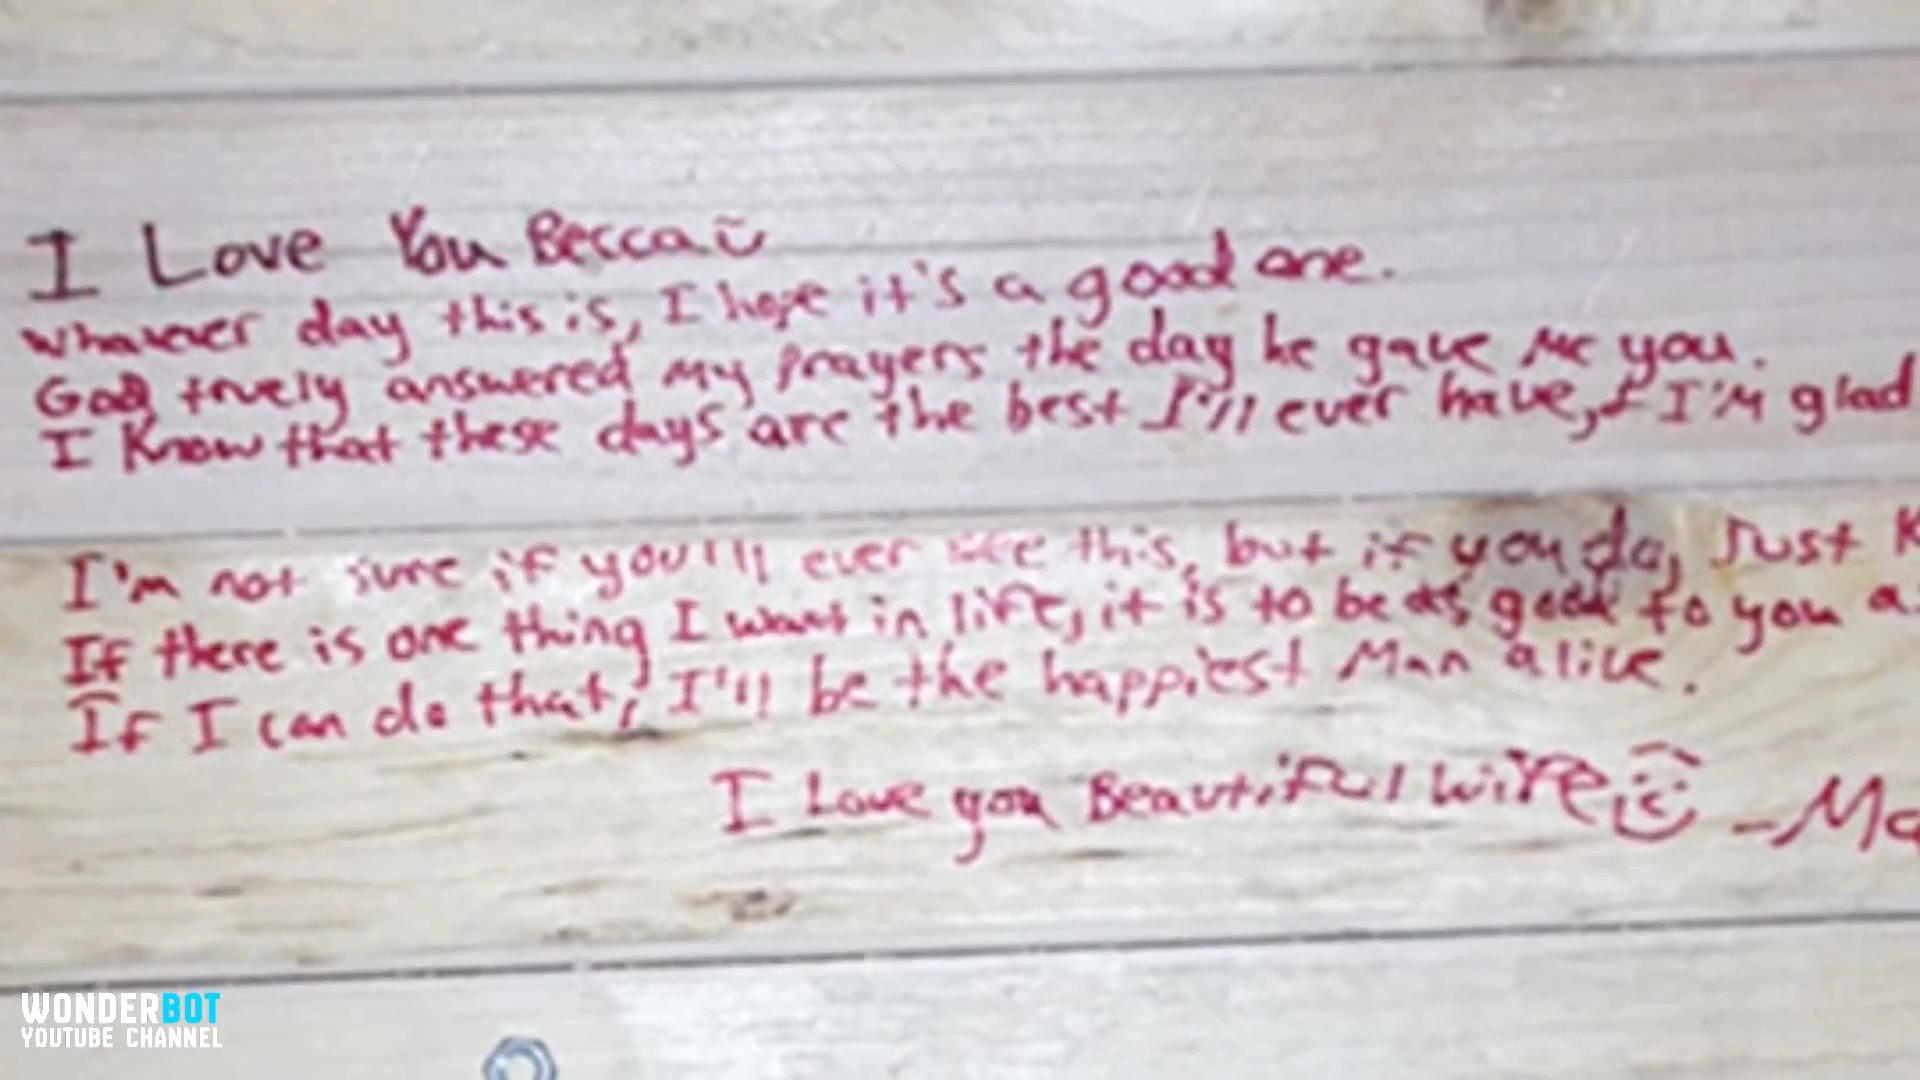 I Love You Becca
Whatever day this is, I hope it's a good one.
God truely answered my prayers the day he gave me you.
I know that these days are the best I'll ever have, + I'm glad
I'm not sure if you'll ever see this, but if you do, Just K
If there is one thing I want in life, it is to be as good to you a
If I can do that, I'll be the happiest Man alive.
I Love you Beautiful wife -Ma
WONDERBOT
YOUTUBE CHANNEL